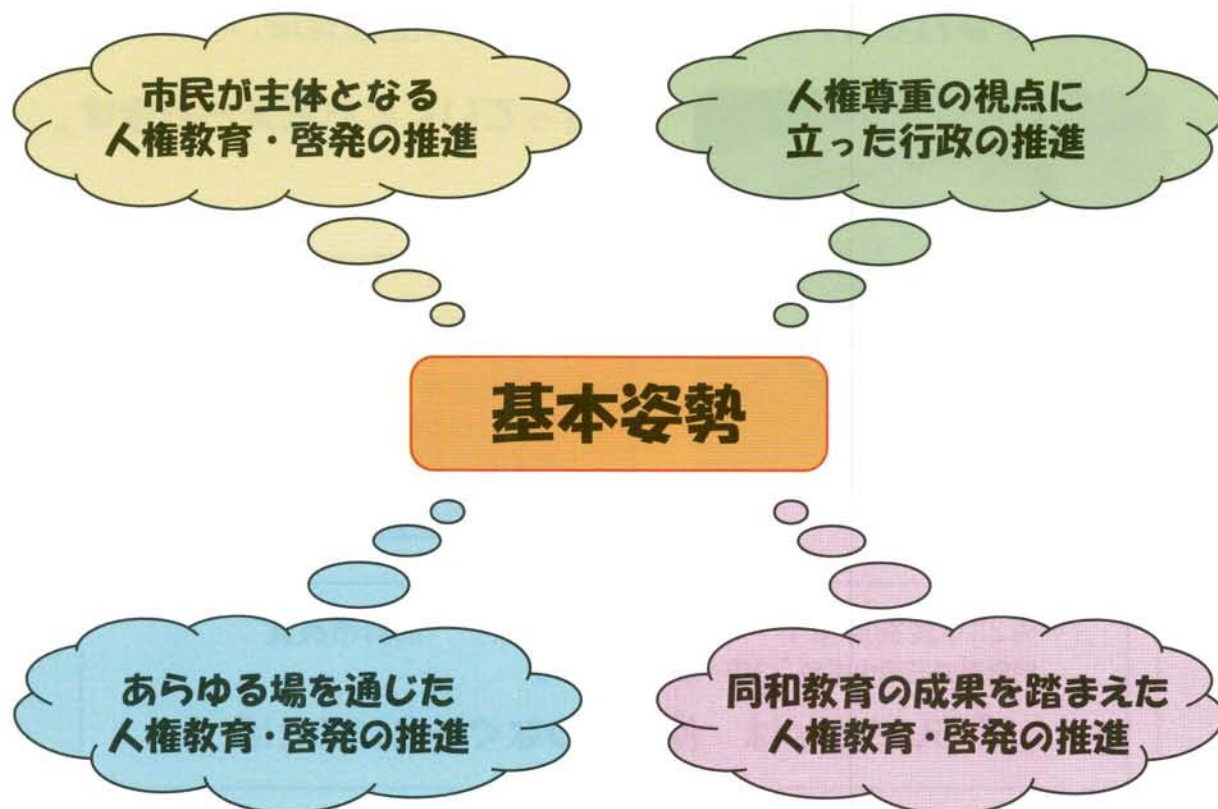 市民が主体となる
人権教育・啓発の推進
人権尊重の視点に
立った行政の推進
基本姿勢
あらゆる場を通じた
人権教育・啓発の推進
同和教育の成果を踏まえた
人権教育・啓発の推進